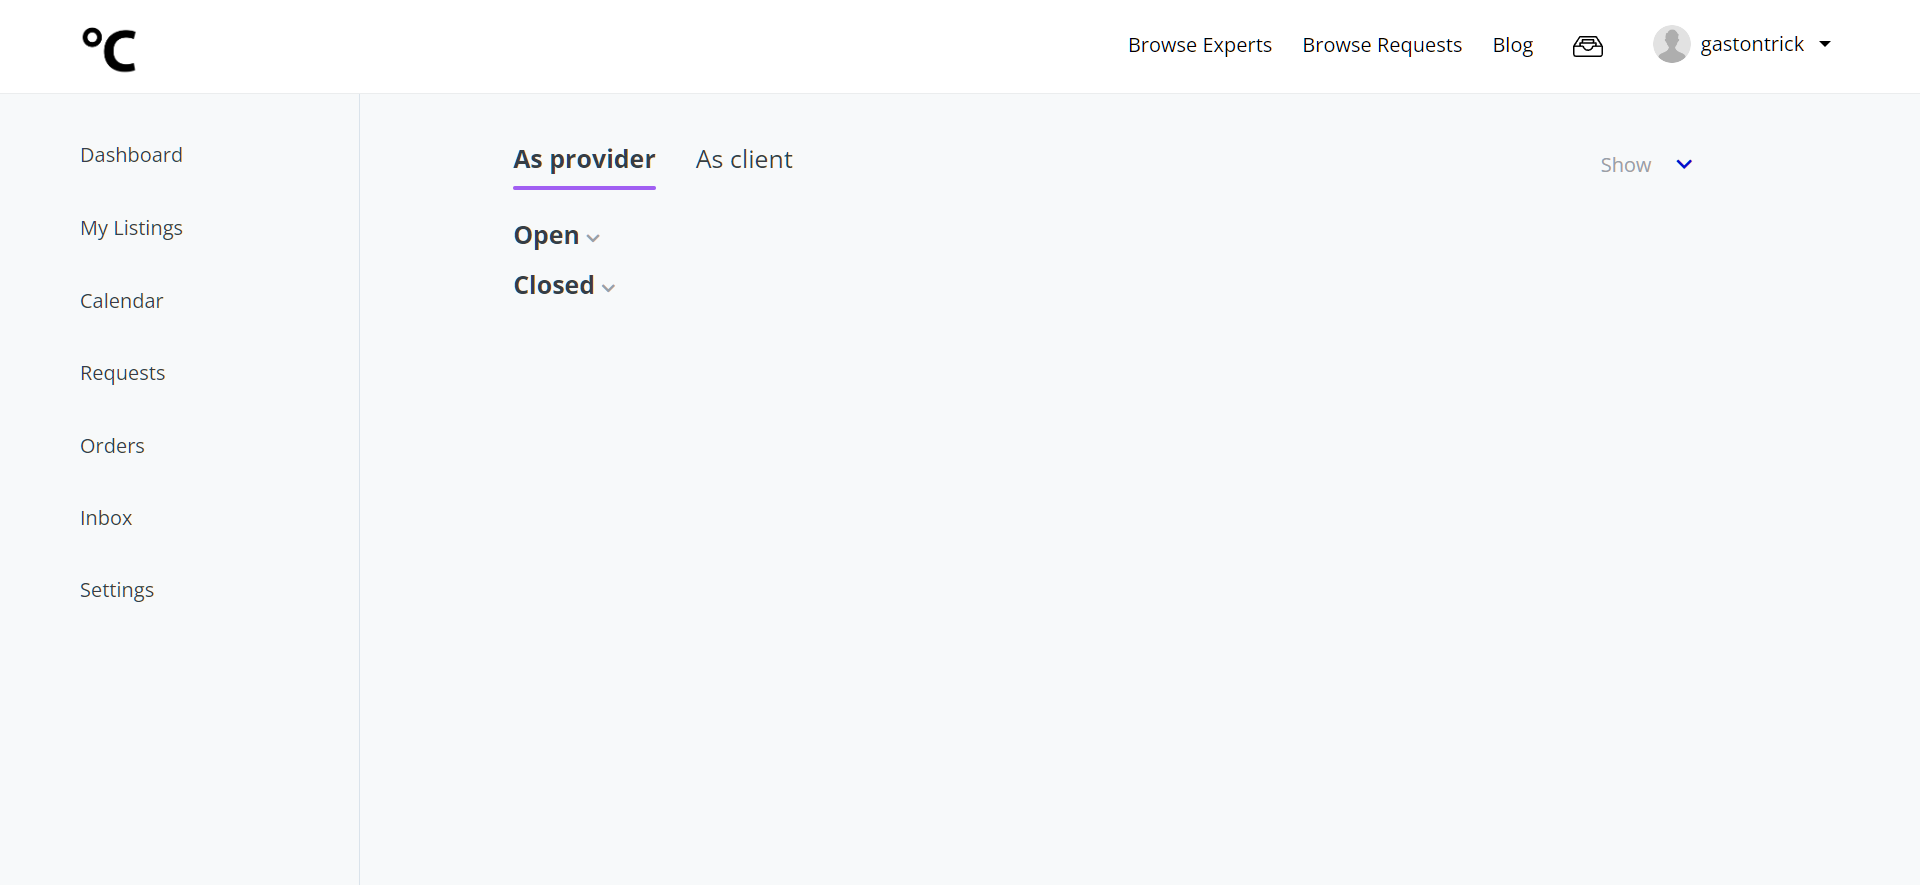 °C
Browse Experts
Browse Requests
Blog
gastontrick
Dashboard
My Listings
Calendar
Requests
Orders
Inbox
Settings
As provider
As client
Show
Open
Closed